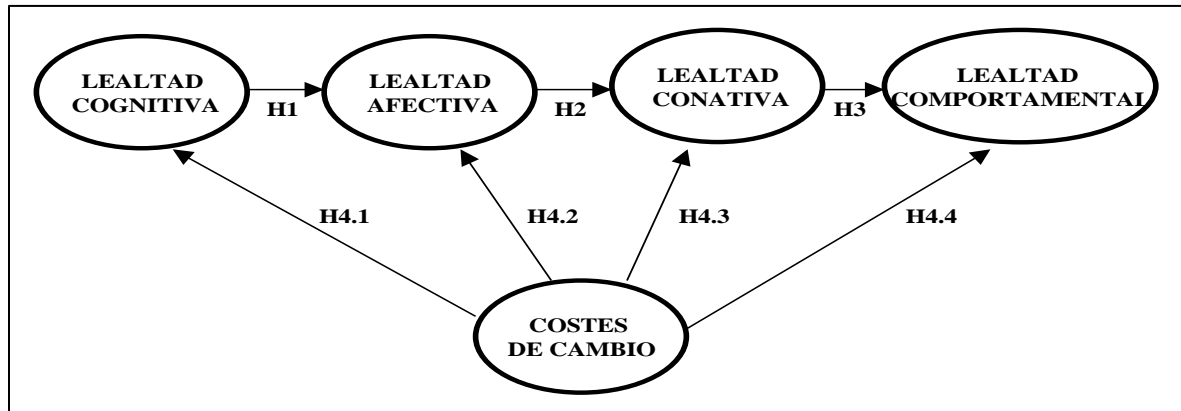 LEALTAD
COGNITIVA
H1
LEALTAD
AFECTIVA
H2
LEALTAD
CONATIVA
H3
LEALTAD
COMPORTAMENTAL
H4.1
H4.2
H4.3
H4.4
COSTES
DE CAMBIO